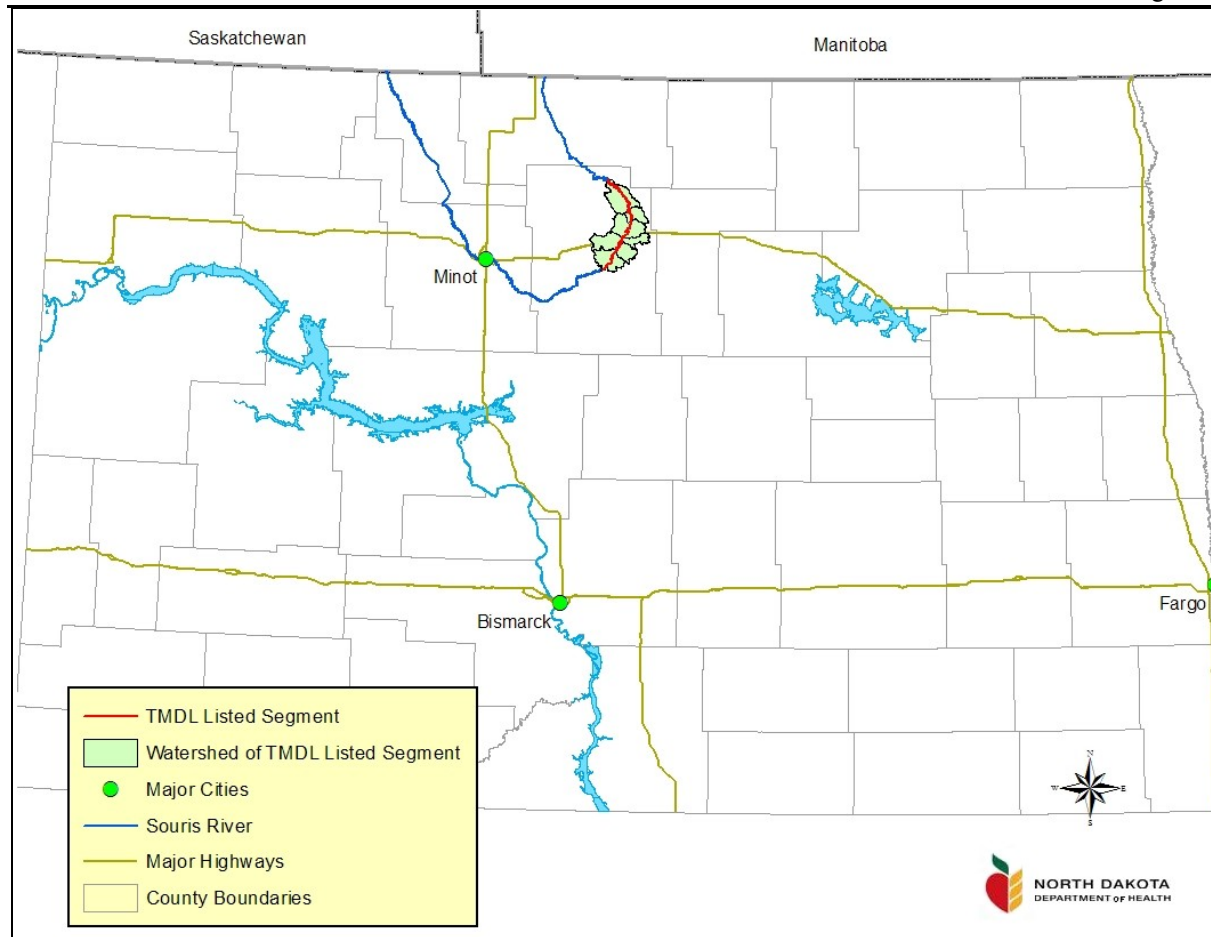 Saskatchewan
Manitoba
Minot
Bismarck
Fargo
TMDL Listed Segment
Watershed of TMDL Listed Segment
Major Cities
Souris River
Major Highways
County Boundaries
N
W
E
S
NORTH DAKOTA
DEPARTMENT of HEALTH